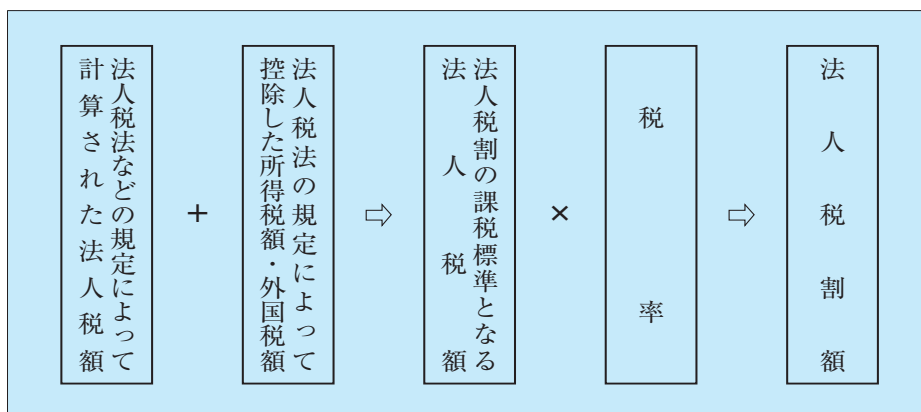 法人税法などの規定によって
計算された法人税額
＋
法人税法の規定によって
控除した所得税額・外国税額
⇨
法人税割の課税標準となる
法人税額
×
税率
⇨
法人税割額